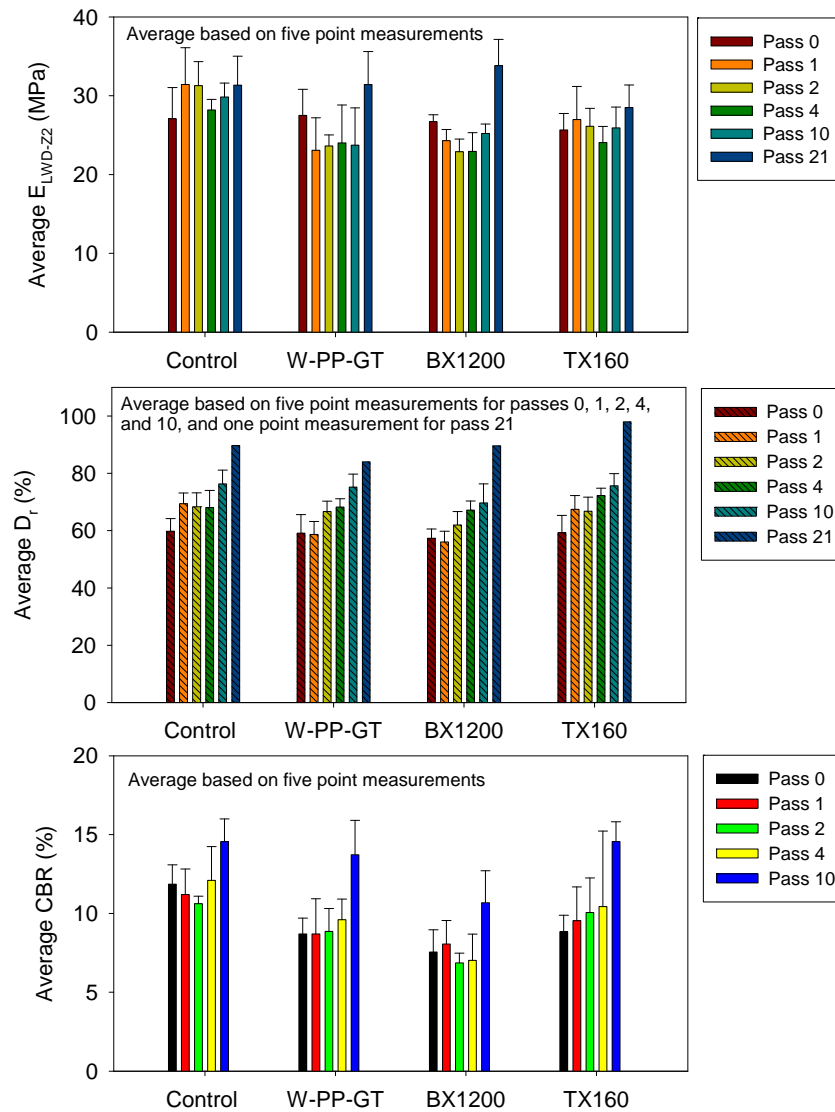 Average based on five point measurements
Average E_LWD-Z2 (MPa)
40
30
20
10
0
Control W-PP-GT BX1200 TX160
Pass 0
Pass 1
Pass 2
Pass 4
Pass 10
Pass 21
Average based on five point measurements for passes 0, 1, 2, 4,
and 10, and one point measurement for pass 21
Average D_r (%)
100
80
60
40
20
0
Control W-PP-GT BX1200 TX160
Pass 0
Pass 1
Pass 2
Pass 4
Pass 10
Pass 21
Average based on five point measurements
Average CBR (%)
20
15
10
5
0
Control W-PP-GT BX1200 TX160
Pass 0
Pass 1
Pass 2
Pass 4
Pass 10